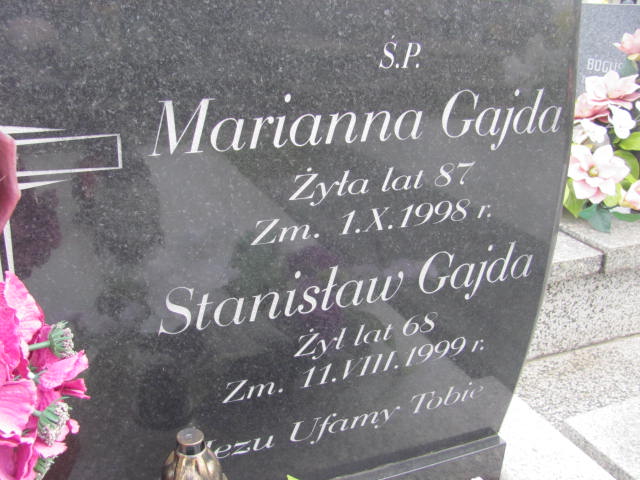 Ś.P.
Marianna Gajda
Żyła lat 87
Zm. 1.X.1998 r.
Stanisław Gajda
Żył lat 68
Zm. 11.VIII.1999 r.
Jezu Ufamy Tobie